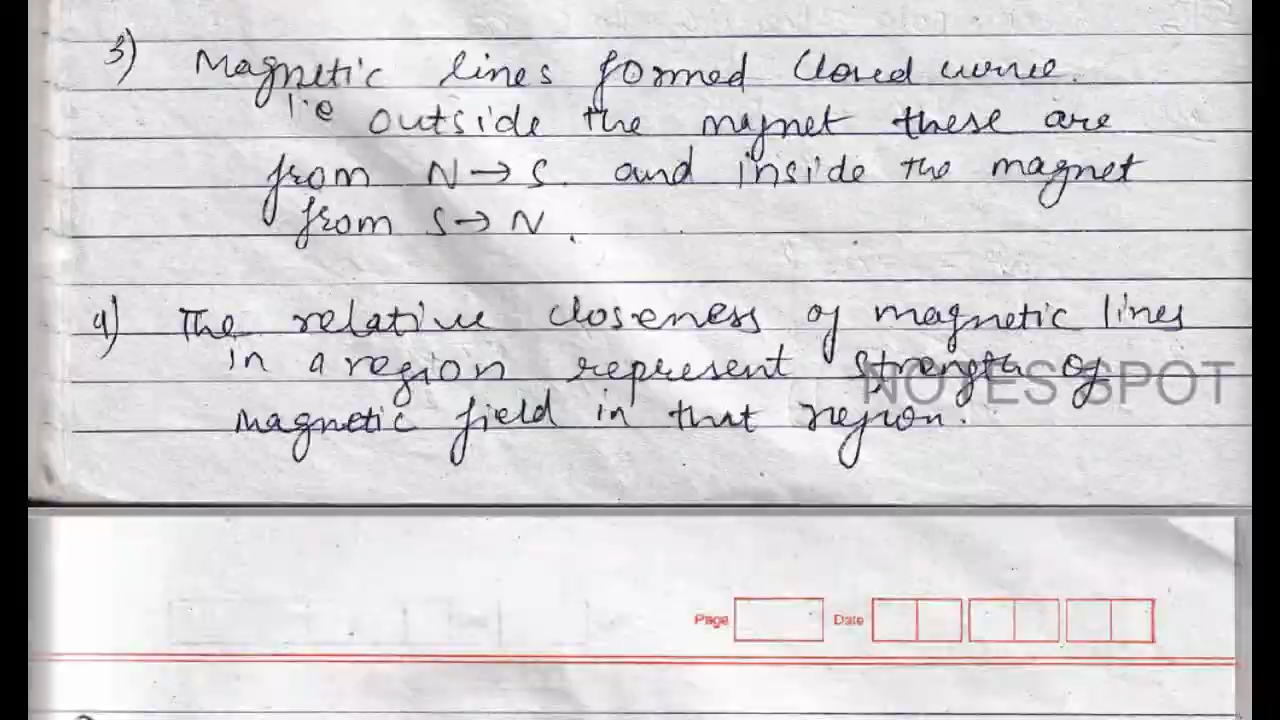 3) Magnetic lines formed closed curve.
i.e outside the magnet these are
from N → S. and inside the magnet
from S → N.
4) The relative closeness of magnetic lines
in a region represent strength of
NOTES SPOT
magnetic field in that region.
Page Date